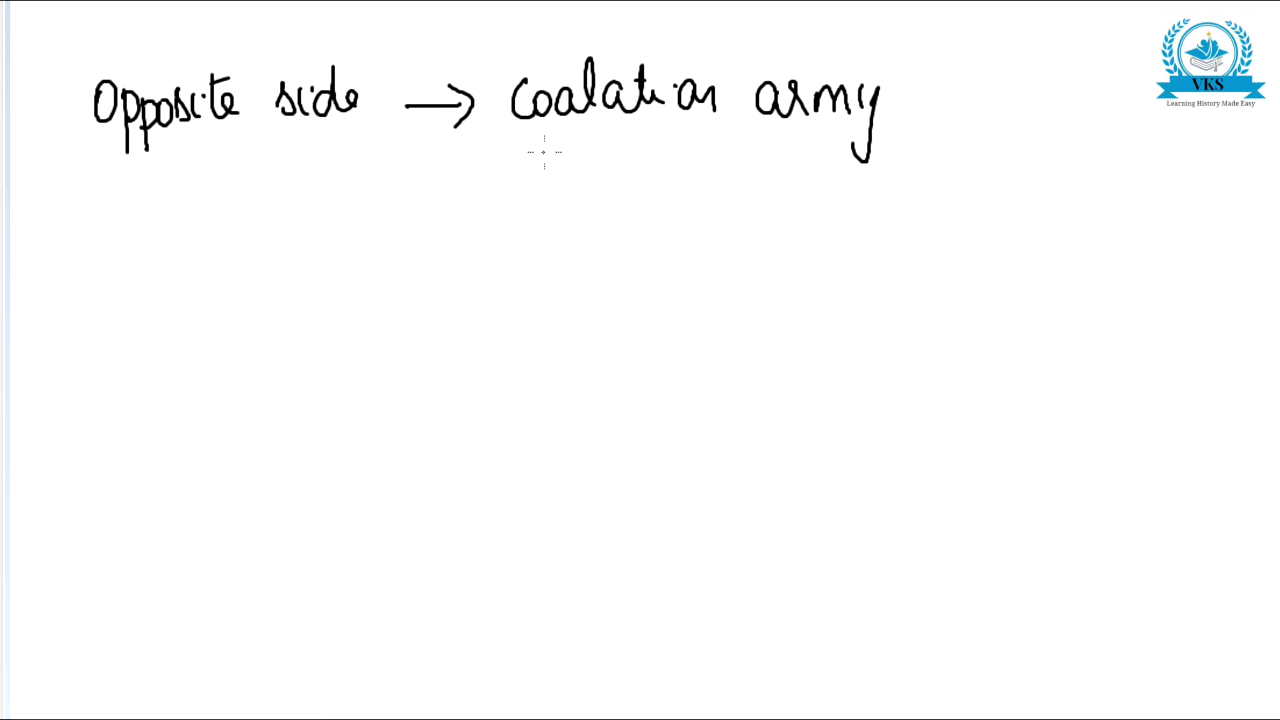 Opposite side → coalation army
VKS
Learning History Made Easy